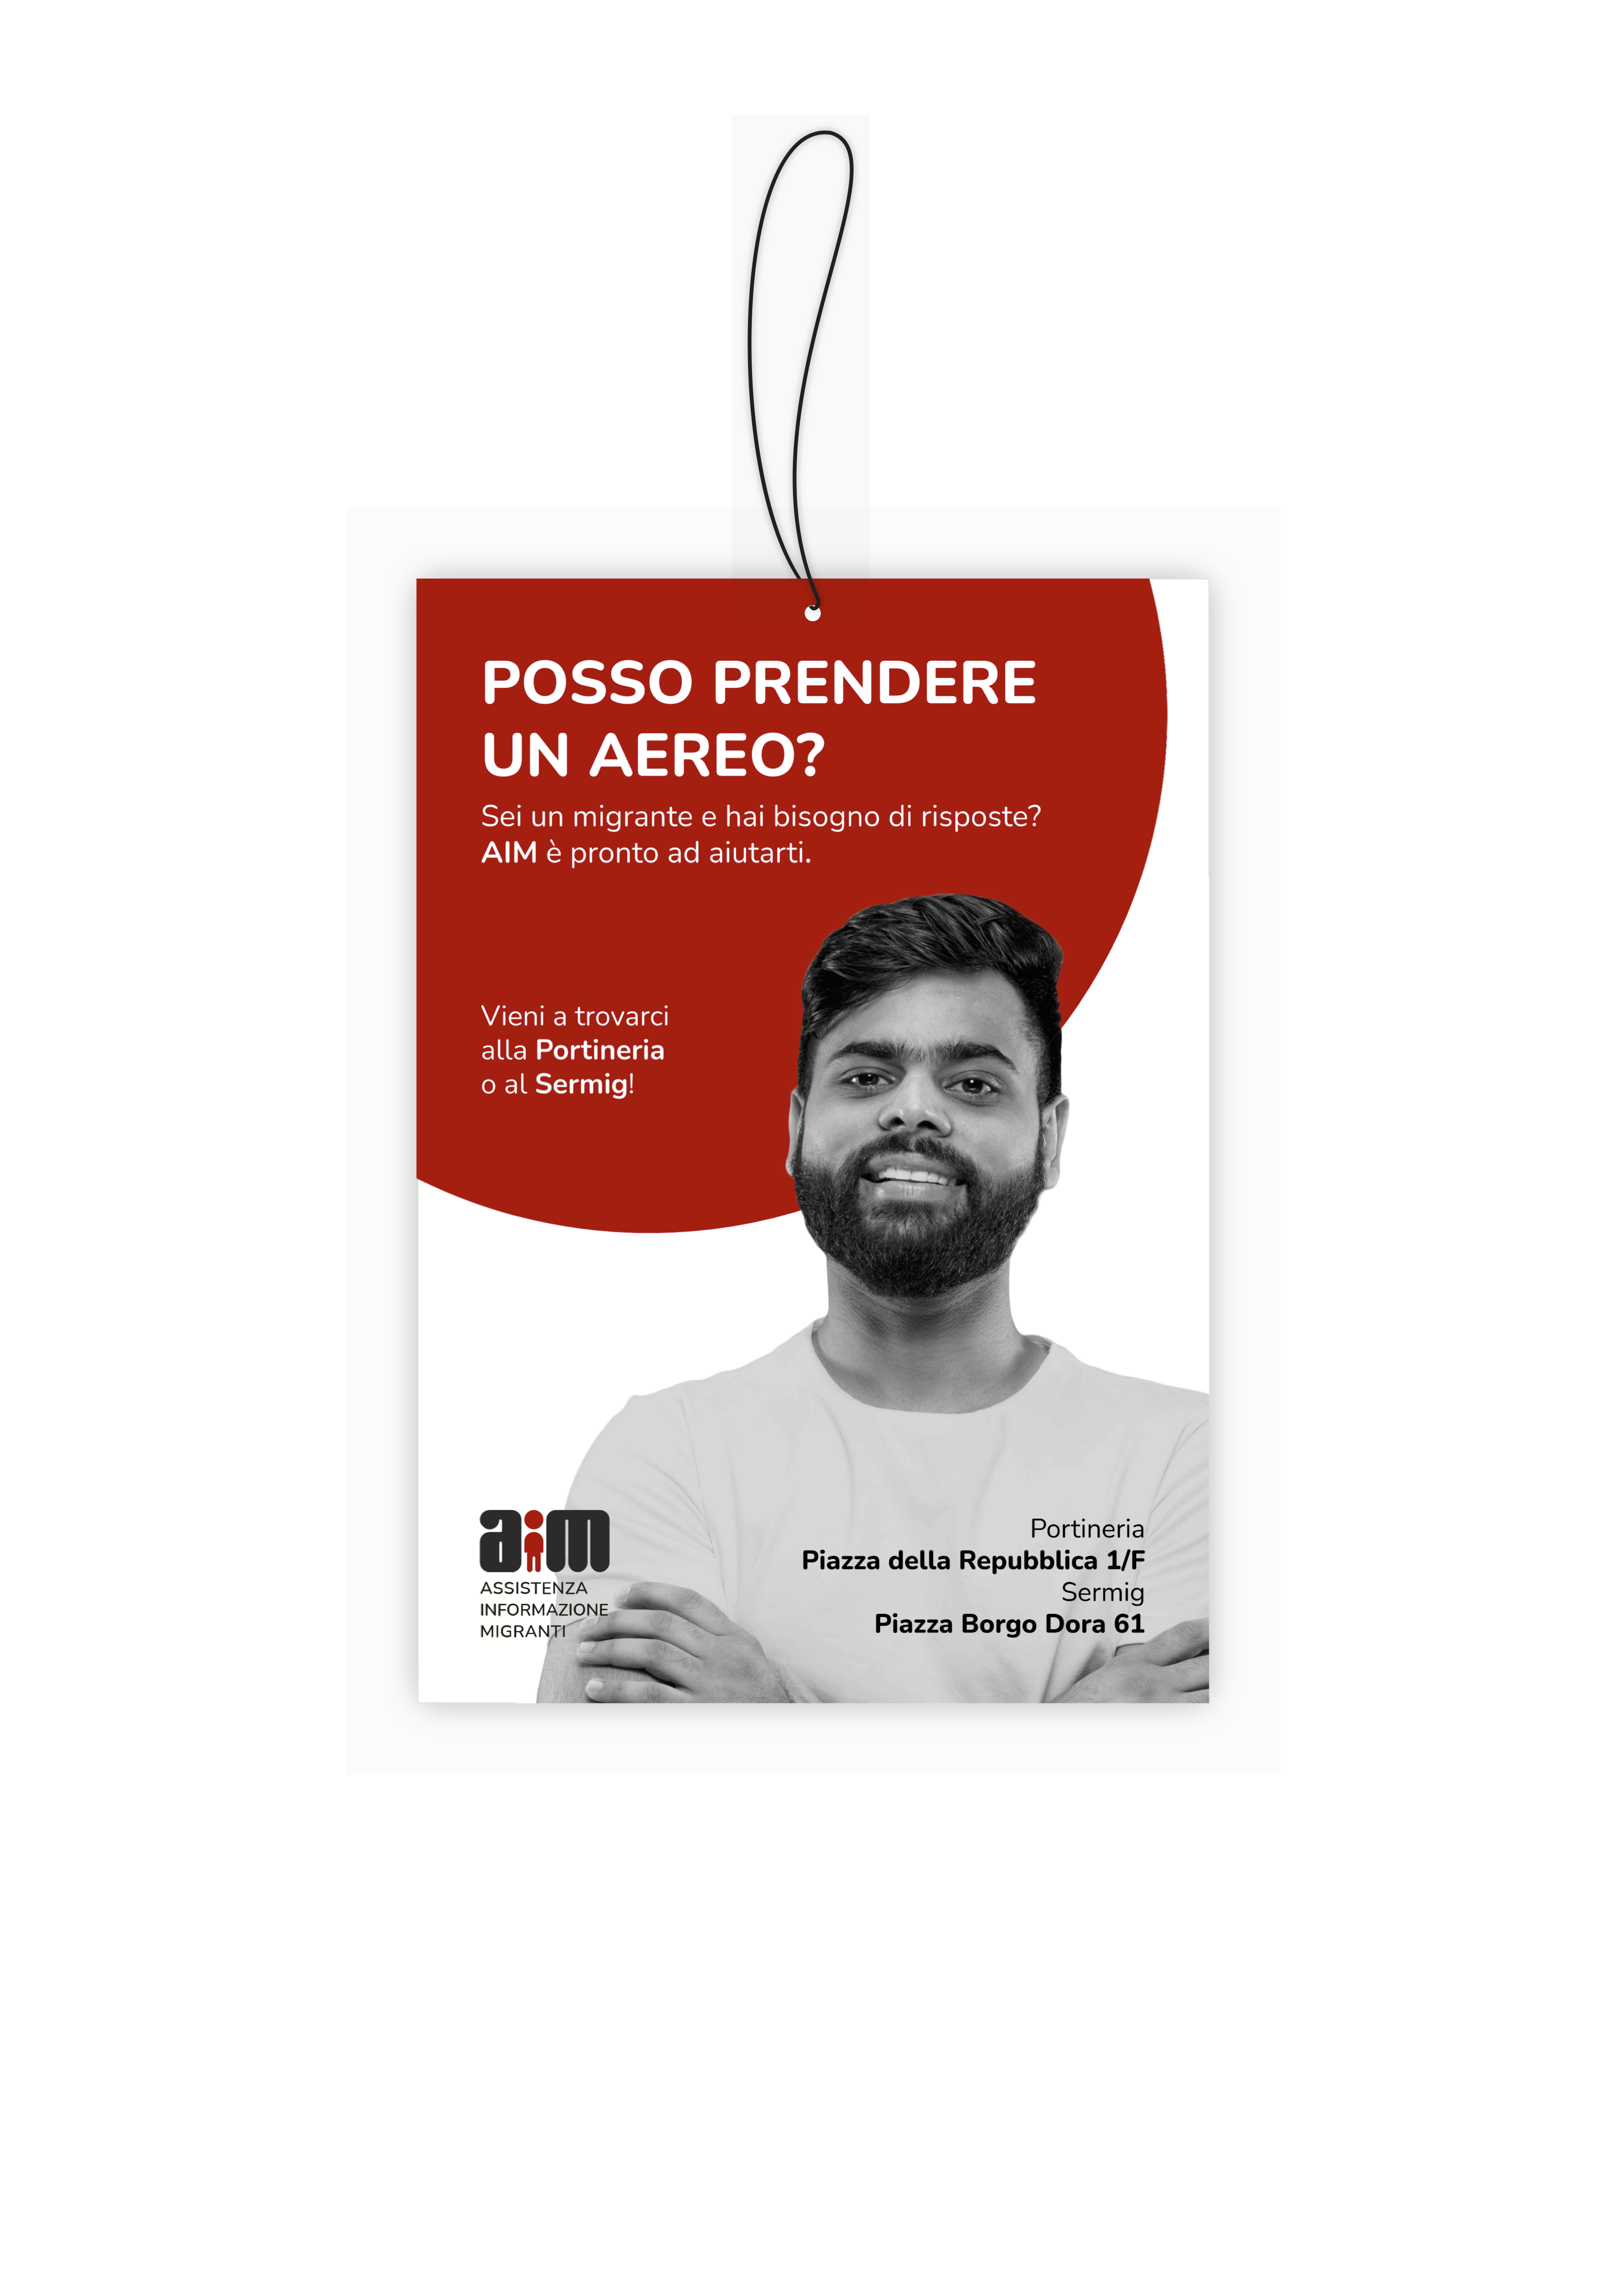 POSSO PRENDERE
UN AEREO?
Sei un migrante e hai bisogno di risposte?
AIM è pronto ad aiutarti.
Vieni a trovarci
alla Portineria
o al Sermig!
aim
ASSISTENZA
INFORMAZIONE
MIGRANTI
Portineria
Piazza della Repubblica 1/F
Sermig
Piazza Borgo Dora 61